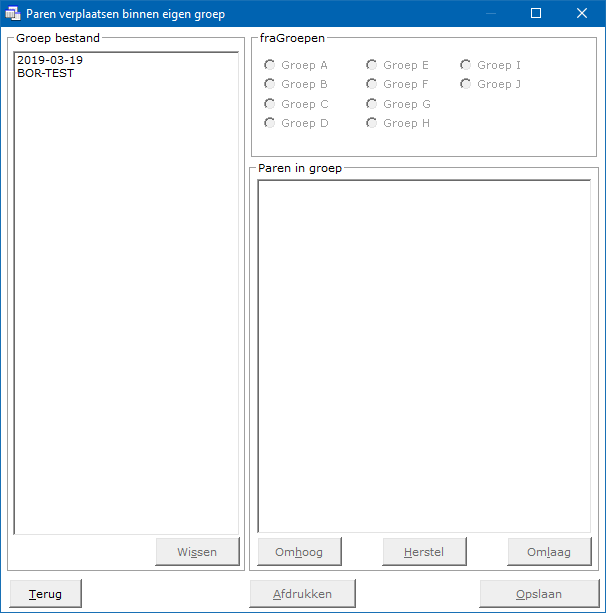 Paren verplaatsen binnen eigen groep
Groep bestand
2019-03-19
BOR-TEST
Wissen
fraGroepen
Groep A
Groep E
Groep I
Groep B
Groep F
Groep J
Groep C
Groep G
Groep D
Groep H
Paren in groep
Omhoog
Herstel
Omlaag
Terug
Afdrukken
Opslaan